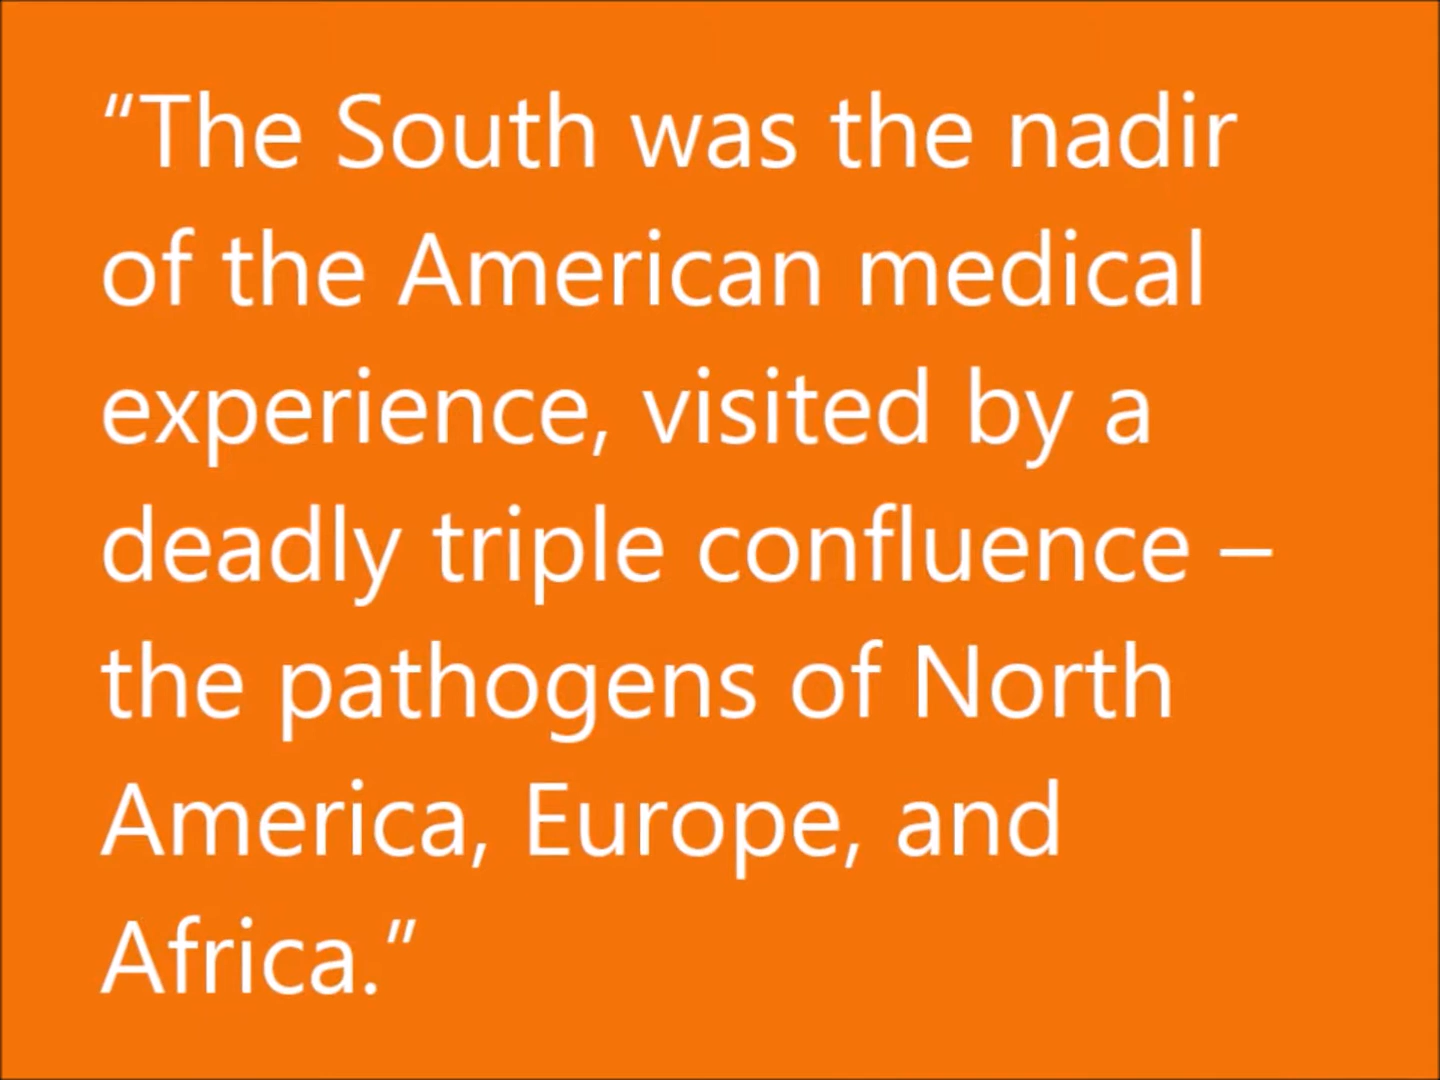 “The South was the nadir
of the American medical
experience, visited by a
deadly triple confluence –
the pathogens of North
America, Europe, and
Africa.”